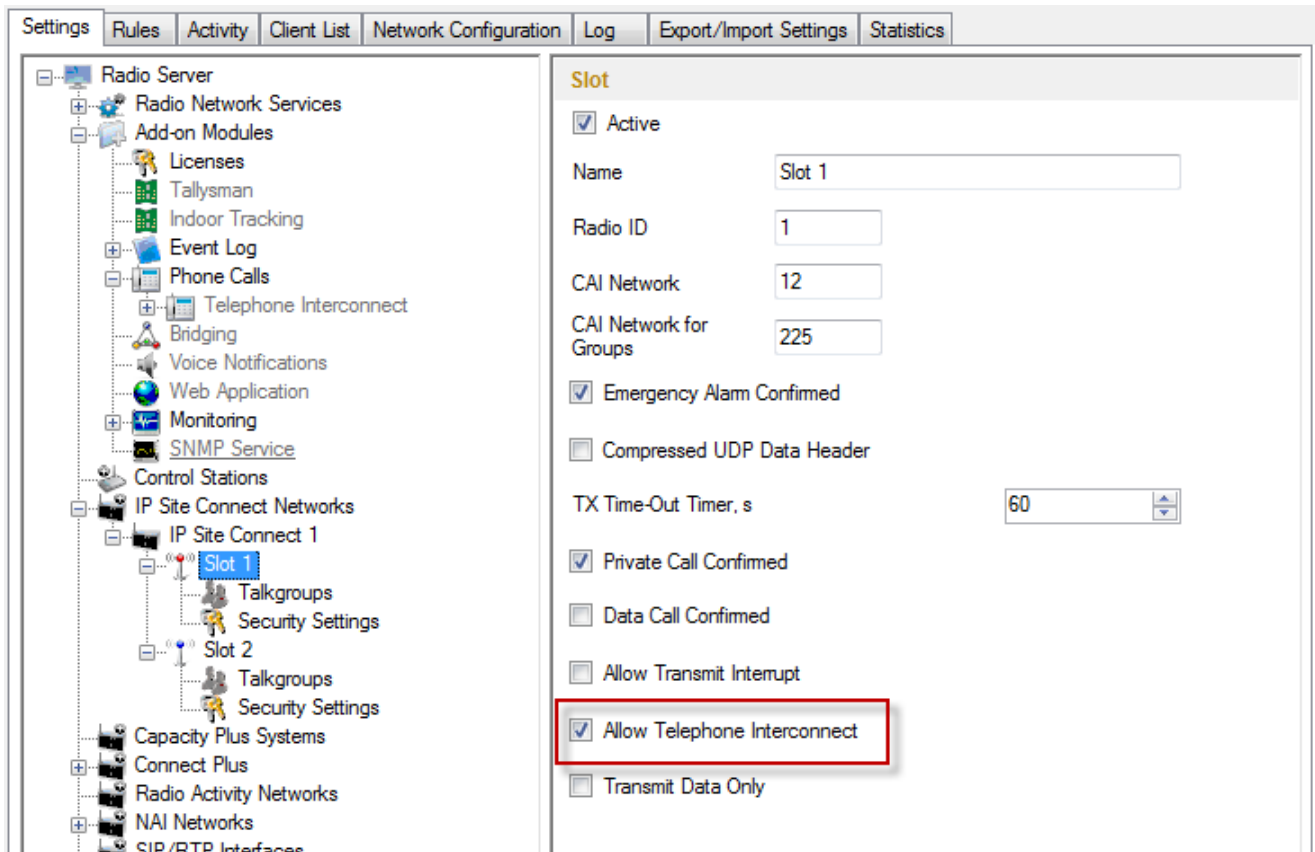 Settings Rules Activity Client List Network Configuration Log Export/Import Settings Statistics
Radio Server
Radio Network Services
Add-on Modules
Licenses
Tallysman
Indoor Tracking
Event Log
Phone Calls
Telephone Interconnect
Bridging
Voice Notifications
Web Application
Monitoring
SNMP Service
Control Stations
IP Site Connect Networks
IP Site Connect 1
Slot 1
Talkgroups
Security Settings
Slot 2
Talkgroups
Security Settings
Capacity Plus Systems
Connect Plus
Radio Activity Networks
NAI Networks
SIP/RTP Interfaces
Slot
Active
Name Slot 1
Radio ID 1
CAI Network 12
CAI Network for
Groups 225
Emergency Alarm Confirmed
Compressed UDP Data Header
TX Time-Out Timer, s 60
Private Call Confirmed
Data Call Confirmed
Allow Transmit Interrupt
Allow Telephone Interconnect
Transmit Data Only